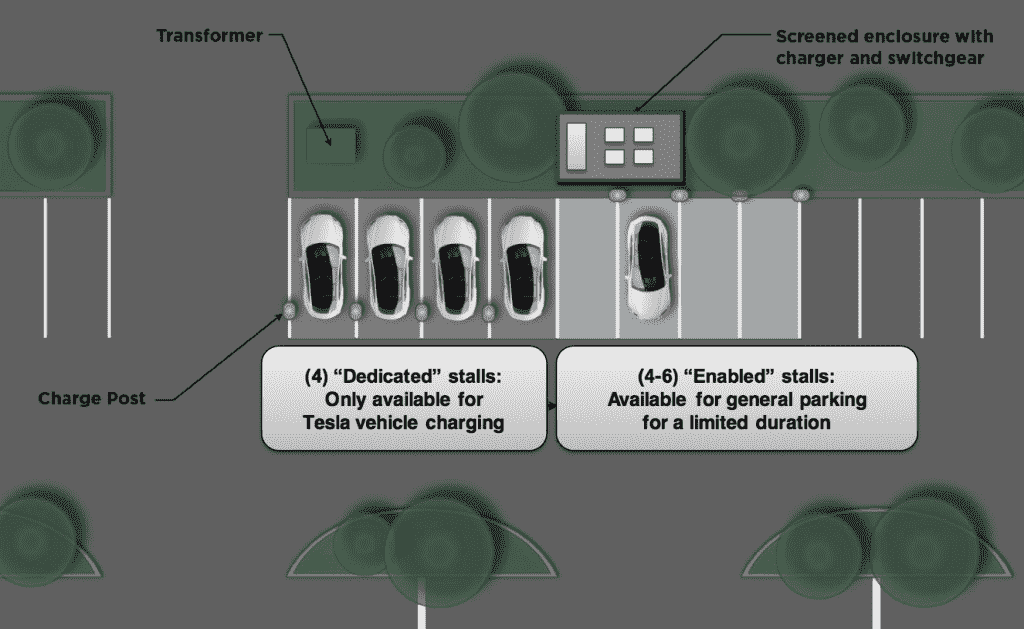 Transformer
Screened enclosure with
charger and switchgear
Charge Post
(4) “Dedicated” stalls:
Only available for
Tesla vehicle charging
(4-6) “Enabled” stalls:
Available for general parking
for a limited duration